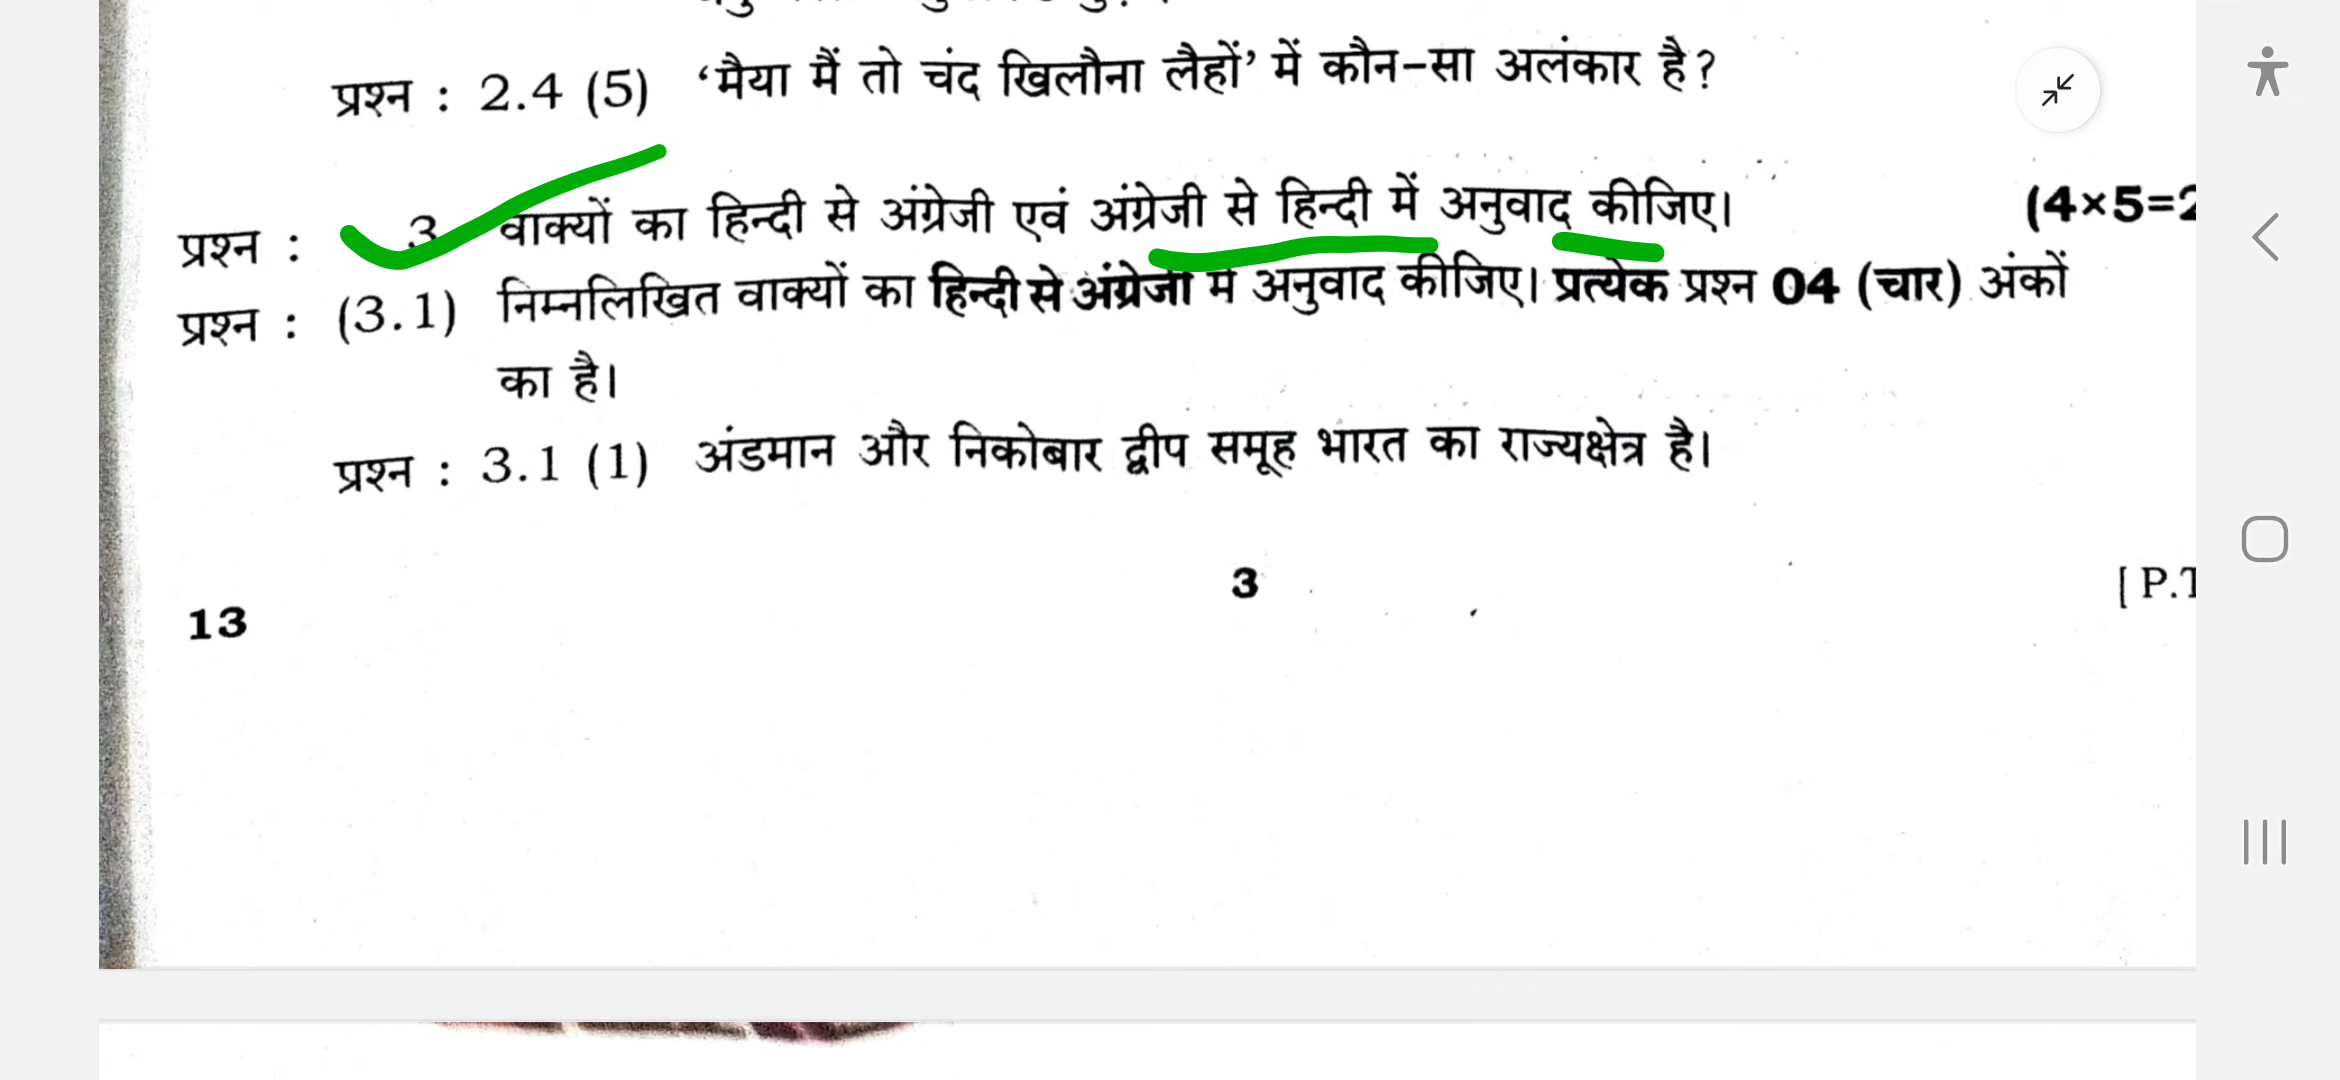 प्रश्न : 2.4 (5) ‘मैया मैं तो चंद खिलौना लैहों’ में कौन-सा अलंकार है?
प्रश्न : 3 वाक्यों का हिन्दी से अंग्रेजी एवं अंग्रेजी से हिन्दी में अनुवाद कीजिए। (4×5=2
प्रश्न : (3.1) निम्नलिखित वाक्यों का हिन्दी से अंग्रेजी में अनुवाद कीजिए। प्रत्येक प्रश्न 04 (चार) अंकों
का है।
प्रश्न : 3.1 (1) अंडमान और निकोबार द्वीप समूह भारत का राज्यक्षेत्र है।
3
[ P.T
13